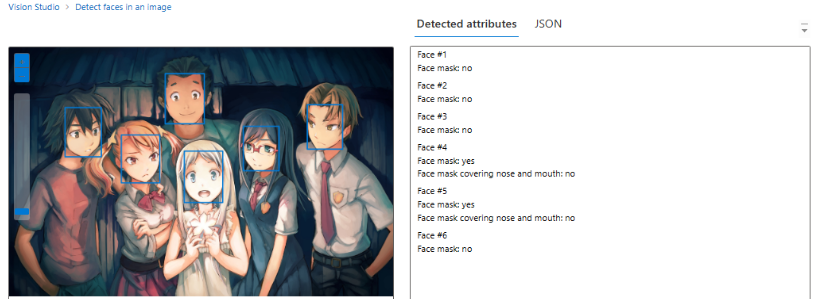 Vision Studio > Detect faces in an image
Detected attributes JSON
Face #1
Face mask: no
Face #2
Face mask: no
Face #3
Face mask: no
Face #4
Face mask: yes
Face mask covering nose and mouth: no
Face #5
Face mask: yes
Face mask covering nose and mouth: no
Face #6
Face mask: no